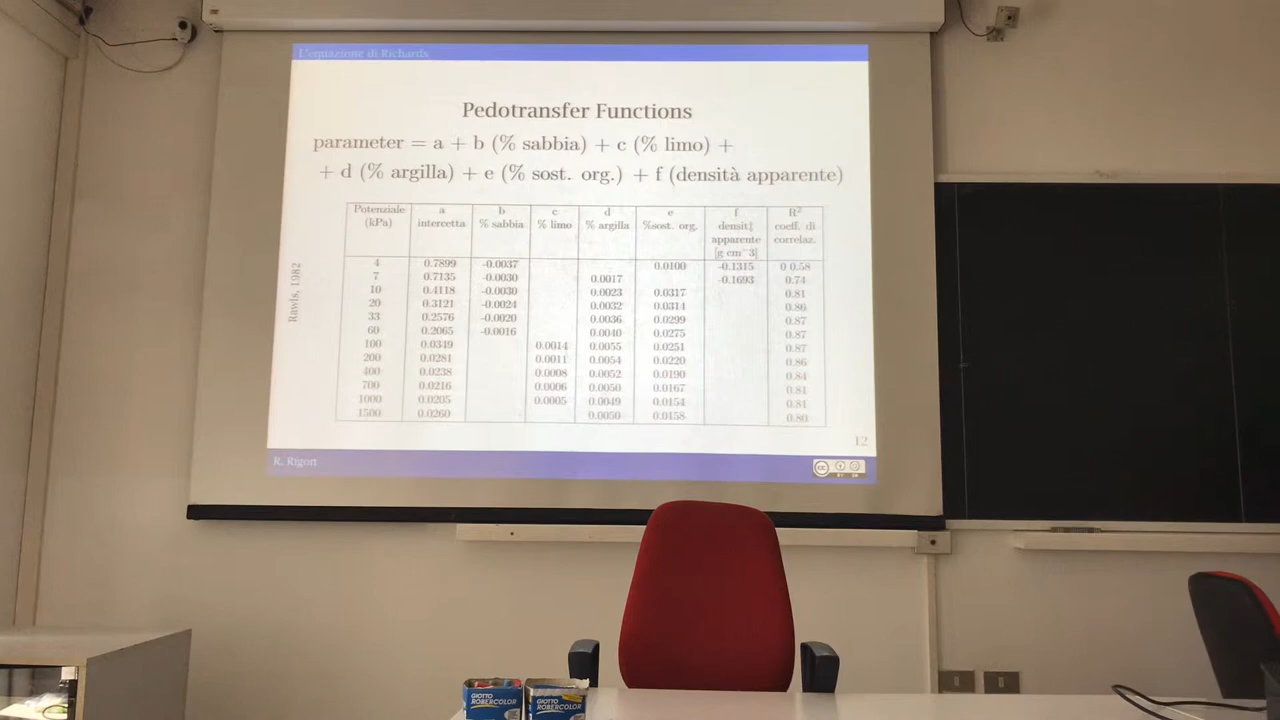 L'equazione di Richards
Pedotransfer Functions
parameter = a + b (% sabbia) + c (% limo) +
+ d (% argilla) + e (% sost. org.) + f (densità apparente)
Potenziale (kPa) a intercetta b % sabbia c % limo d % argilla e %sost. org. f densit‡ apparente [g cm⁻3] R² coeff. di correlaz.
4 0.7899 -0.0037 0.0100 -0.1315 0 0.58
7 0.7135 -0.0030 0.0017 -0.1693 0.74
10 0.4118 -0.0030 0.0023 0.0317 0.81
20 0.3121 -0.0024 0.0032 0.0314 0.86
33 0.2576 -0.0020 0.0036 0.0299 0.87
60 0.2065 -0.0016 0.0040 0.0275 0.87
100 0.0349 0.0014 0.0055 0.0251 0.87
200 0.0281 0.0011 0.0054 0.0220 0.86
400 0.0238 0.0008 0.0052 0.0190 0.84
700 0.0216 0.0006 0.0050 0.0167 0.81
1000 0.0205 0.0005 0.0049 0.0154 0.81
1500 0.0260 0.0050 0.0158 0.80
Rawls, 1982
12
R. Rigon
cc
GIOTTO
ROBERCOLOR
GIOTTO
ROBERCOLOR